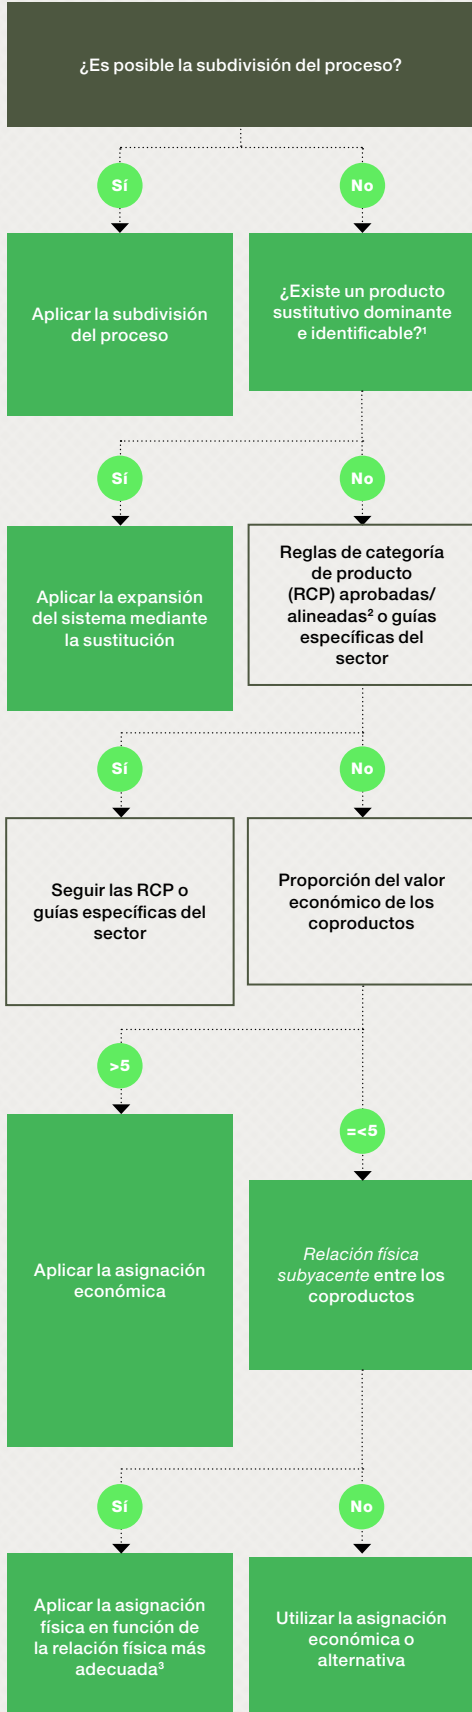 ¿Es posible la subdivisión del proceso?
Sí
No
Aplicar la subdivisión
del proceso
¿Existe un producto
sustitutivo dominante
e identificable?¹
Sí
No
Aplicar la expansión
del sistema mediante
la sustitución
Reglas de categoría
de producto
(RCP) aprobadas/
alineadas² o guías
específicas del
sector
Sí
No
Seguir las RCP o
guías específicas del
sector
Proporción del valor
económico de los
coproductos
>5
=<5
Aplicar la asignación
económica
Relación física
subyacente entre los
coproductos
Sí
No
Aplicar la asignación
física en función de
la relación física más
adecuada³
Utilizar la asignación
económica o
alternativa